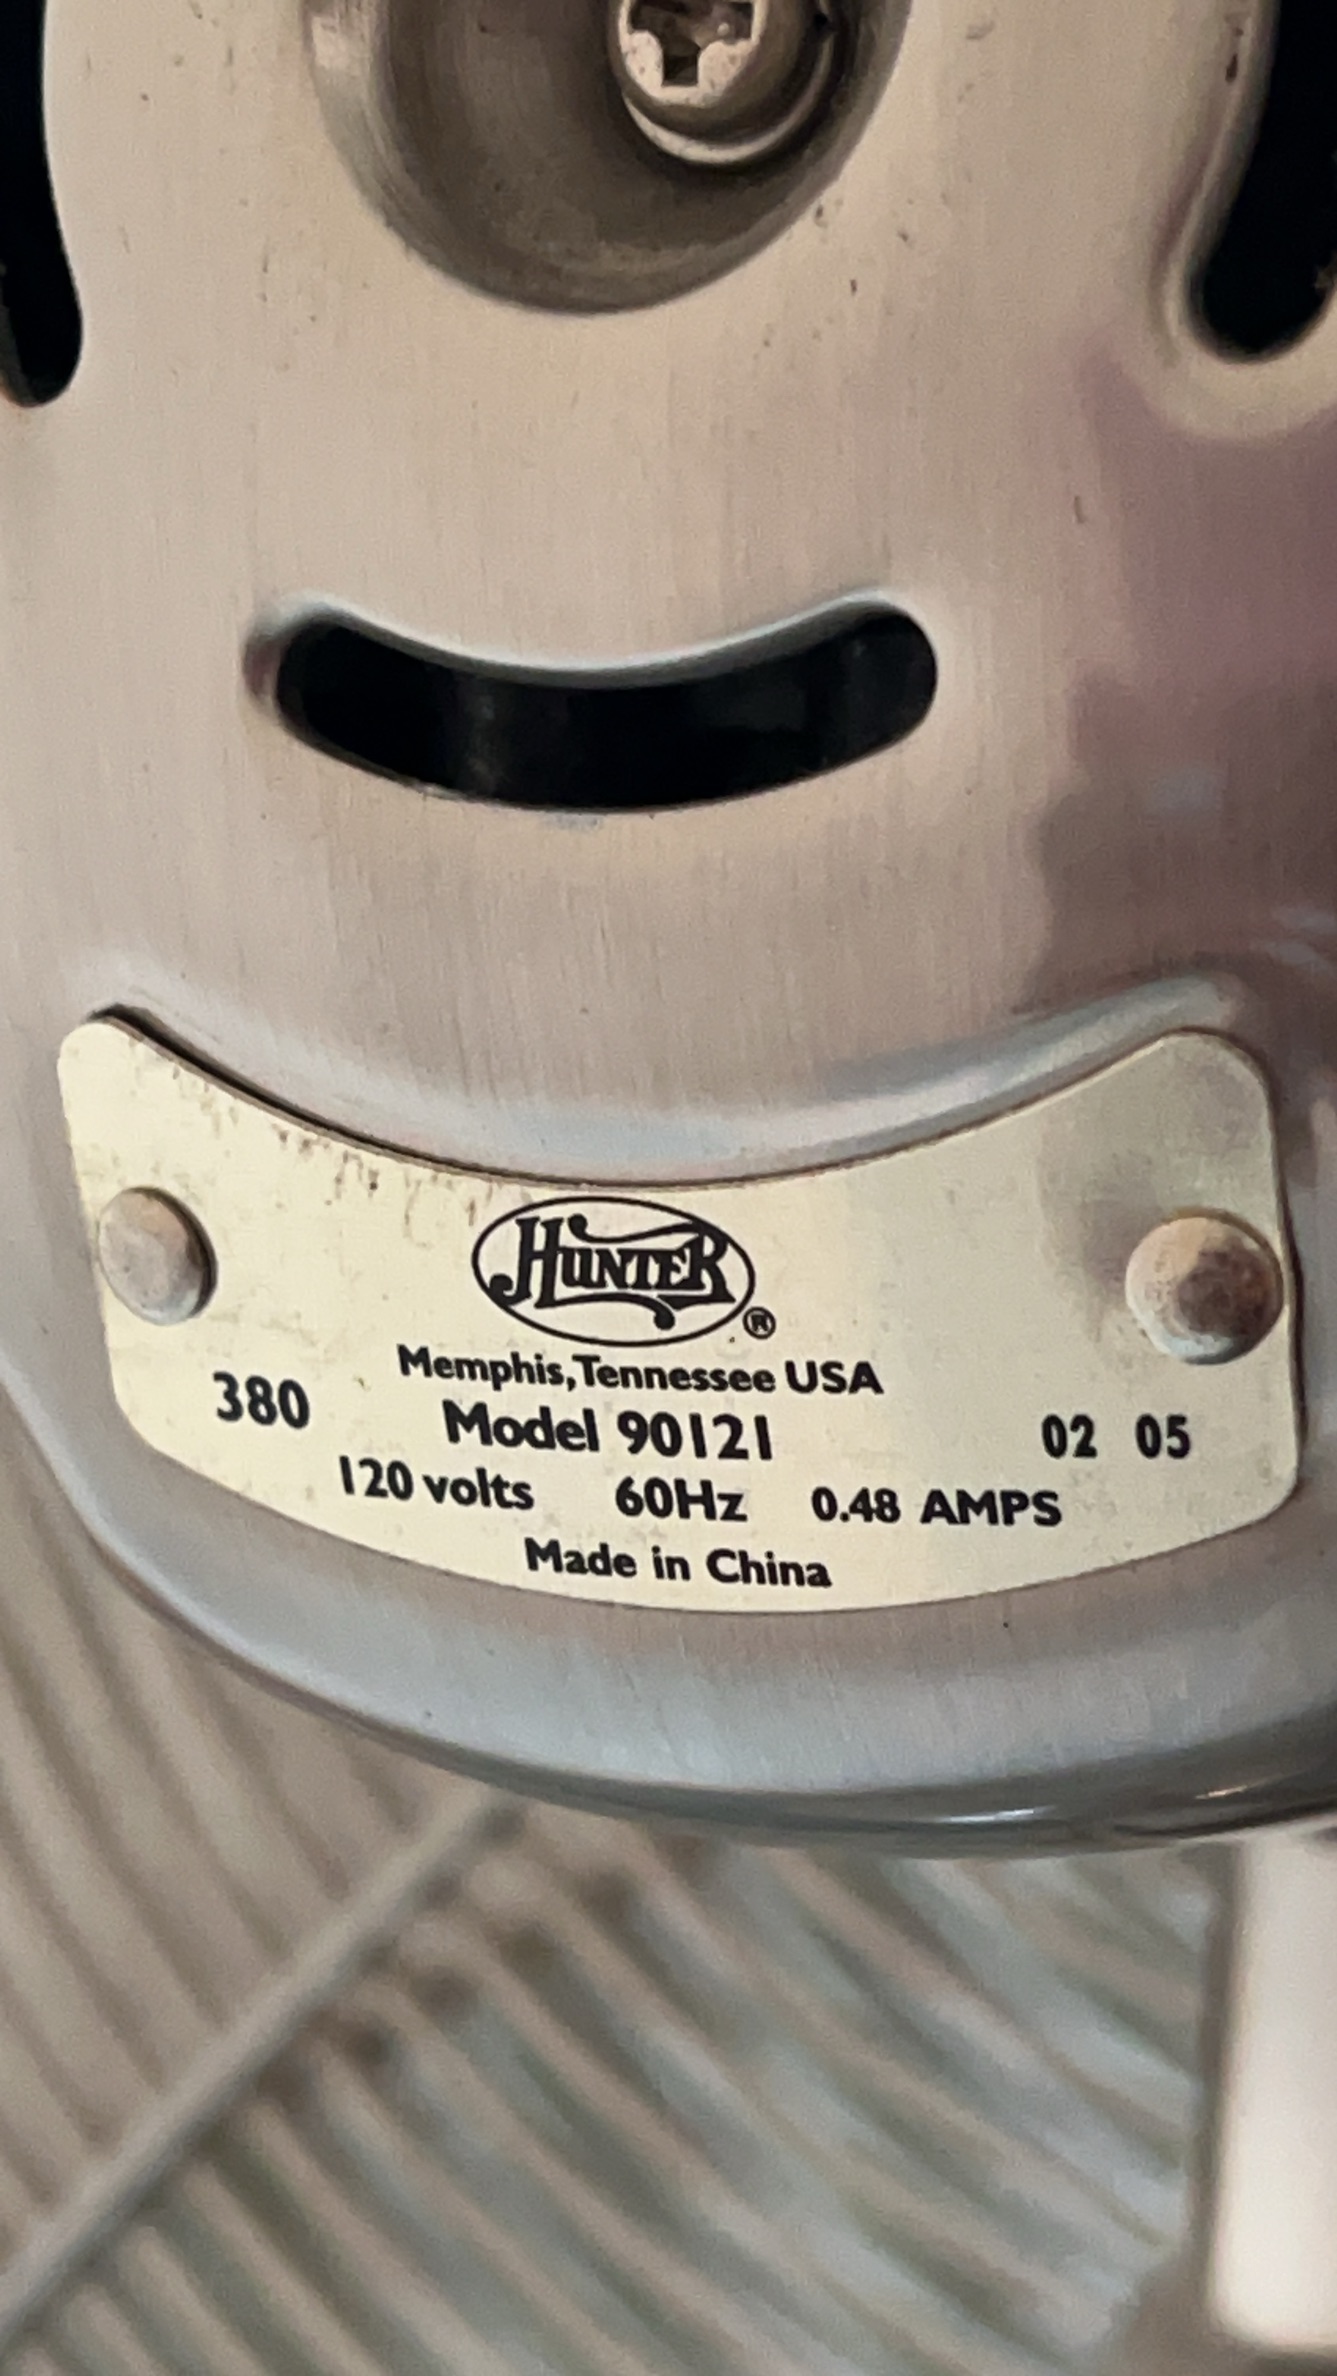 HUNTER ®
Memphis, Tennessee USA
380 Model 90121 02 05
120 volts 60Hz 0.48 AMPS
Made in China